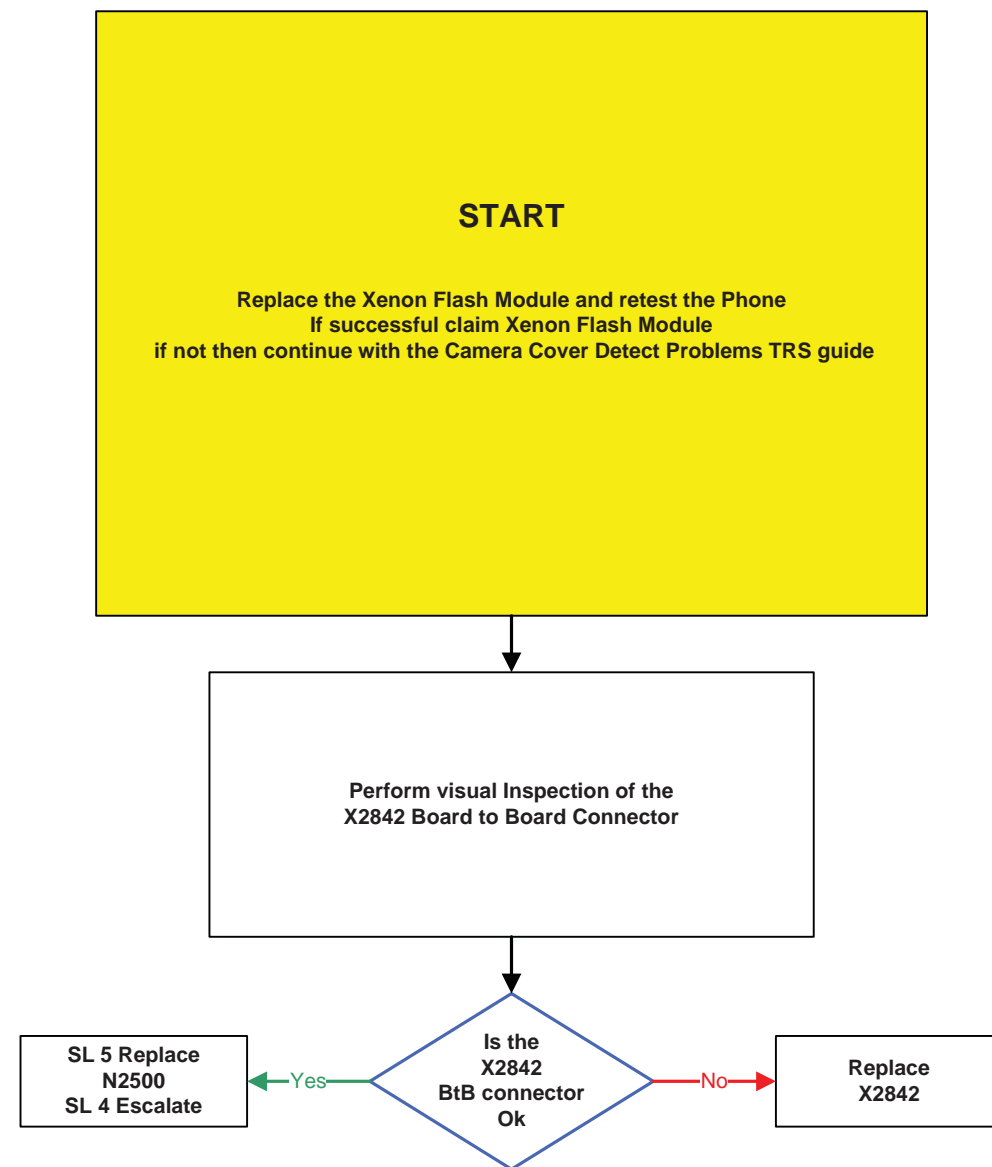 START
Replace the Xenon Flash Module and retest the Phone
If successful claim Xenon Flash Module
if not then continue with the Camera Cover Detect Problems TRS guide
Perform visual Inspection of the
X2842 Board to Board Connector
Is the
X2842
BtB connector
Ok
Yes
SL 5 Replace
N2500
SL 4 Escalate
No
Replace
X2842